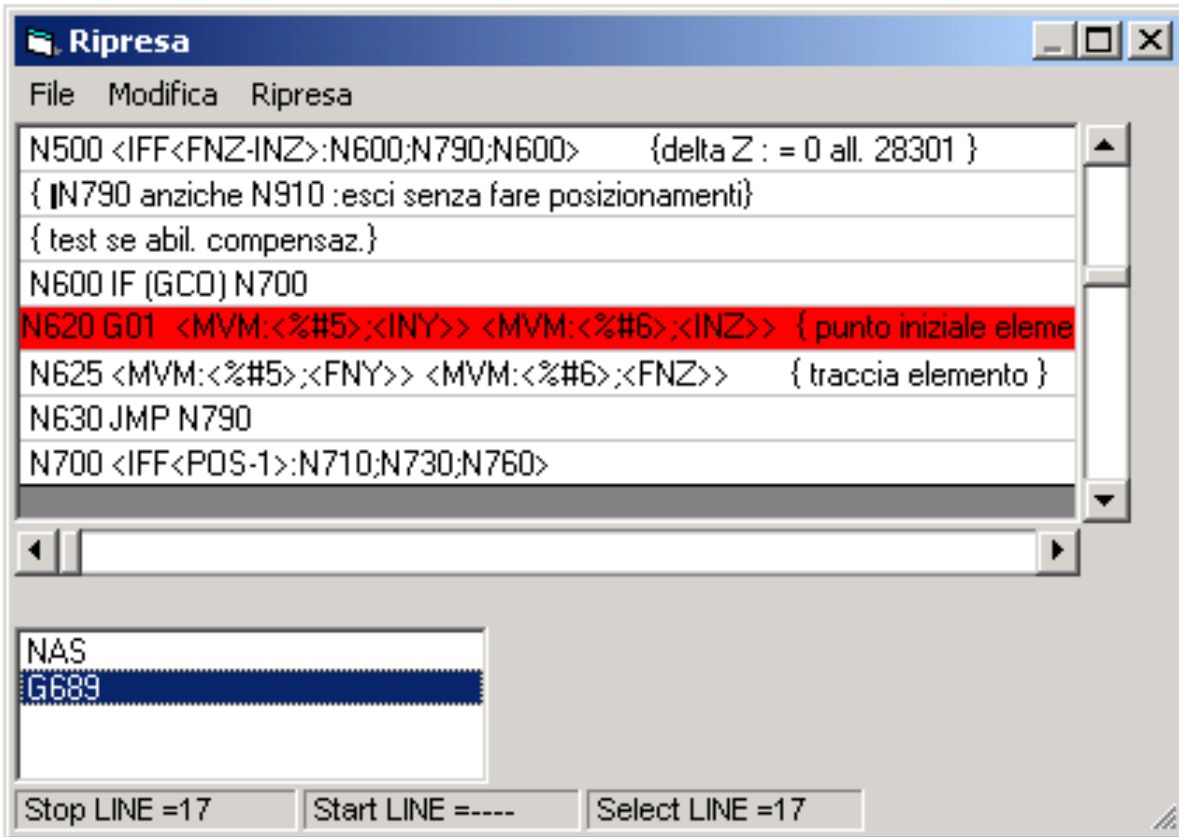 Ripresa
File Modifica Ripresa
N500 <IFF<FNZ-INZ>:N600;N790;N600> {delta Z : = 0 all. 28301 }
{ N790 anziche N910 :esci senza fare posizionamenti}
{ test se abil. compensaz.}
N600 IF (GCO) N700
N620 G01 <MVM:<%#5>;<INY>> <MVM:<%#6>;<INZ>> { punto iniziale eleme
N625 <MVM:<%#5>;<FNY>> <MVM:<%#6>;<FNZ>> { traccia elemento }
N630 JMP N790
N700 <IFF<POS-1>:N710;N730;N760>
NAS
G689
Stop LINE =17 Start LINE =---- Select LINE =17